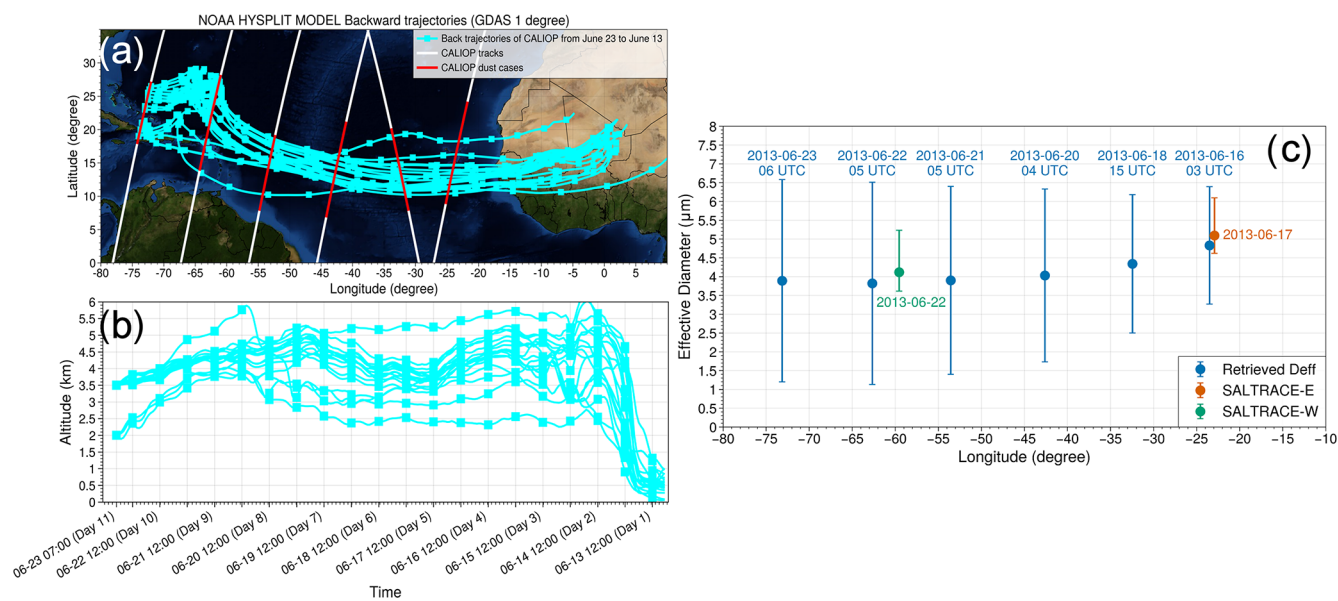 NOAA HYSPLIT MODEL Backward trajectories (GDAS 1 degree)
(a)
Back trajectories of CALIOP from June 23 to June 13
CALIOP tracks
CALIOP dust cases
Latitude (degree)
30
25
20
15
10
5
0
−80 −75 −70 −65 −60 −55 −50 −45 −40 −35 −30 −25 −20 −15 −10 −5 0 5
Longitude (degree)
(b)
Altitude (km)
6
5.5
5
4.5
4
3.5
3
2.5
2
1.5
1
0.5
0
06-23 07:00 (Day 11)
06-22 12:00 (Day 10)
06-21 12:00 (Day 9)
06-20 12:00 (Day 8)
06-19 12:00 (Day 7)
06-18 12:00 (Day 6)
06-17 12:00 (Day 5)
06-16 12:00 (Day 4)
06-15 12:00 (Day 3)
06-14 12:00 (Day 2)
06-13 12:00 (Day 1)
Time
(c)
Effective Diameter (μm)
8
7.5
7
6.5
6
5.5
5
4.5
4
3.5
3
2.5
2
1.5
1
0.5
0
2013-06-23
06 UTC
2013-06-22
05 UTC
2013-06-21
05 UTC
2013-06-20
04 UTC
2013-06-18
15 UTC
2013-06-16
03 UTC
2013-06-17
2013-06-22
Retrieved Deff
SALTRACE-E
SALTRACE-W
−80 −75 −70 −65 −60 −55 −50 −45 −40 −35 −30 −25 −20 −15 −10
Longitude (degree)